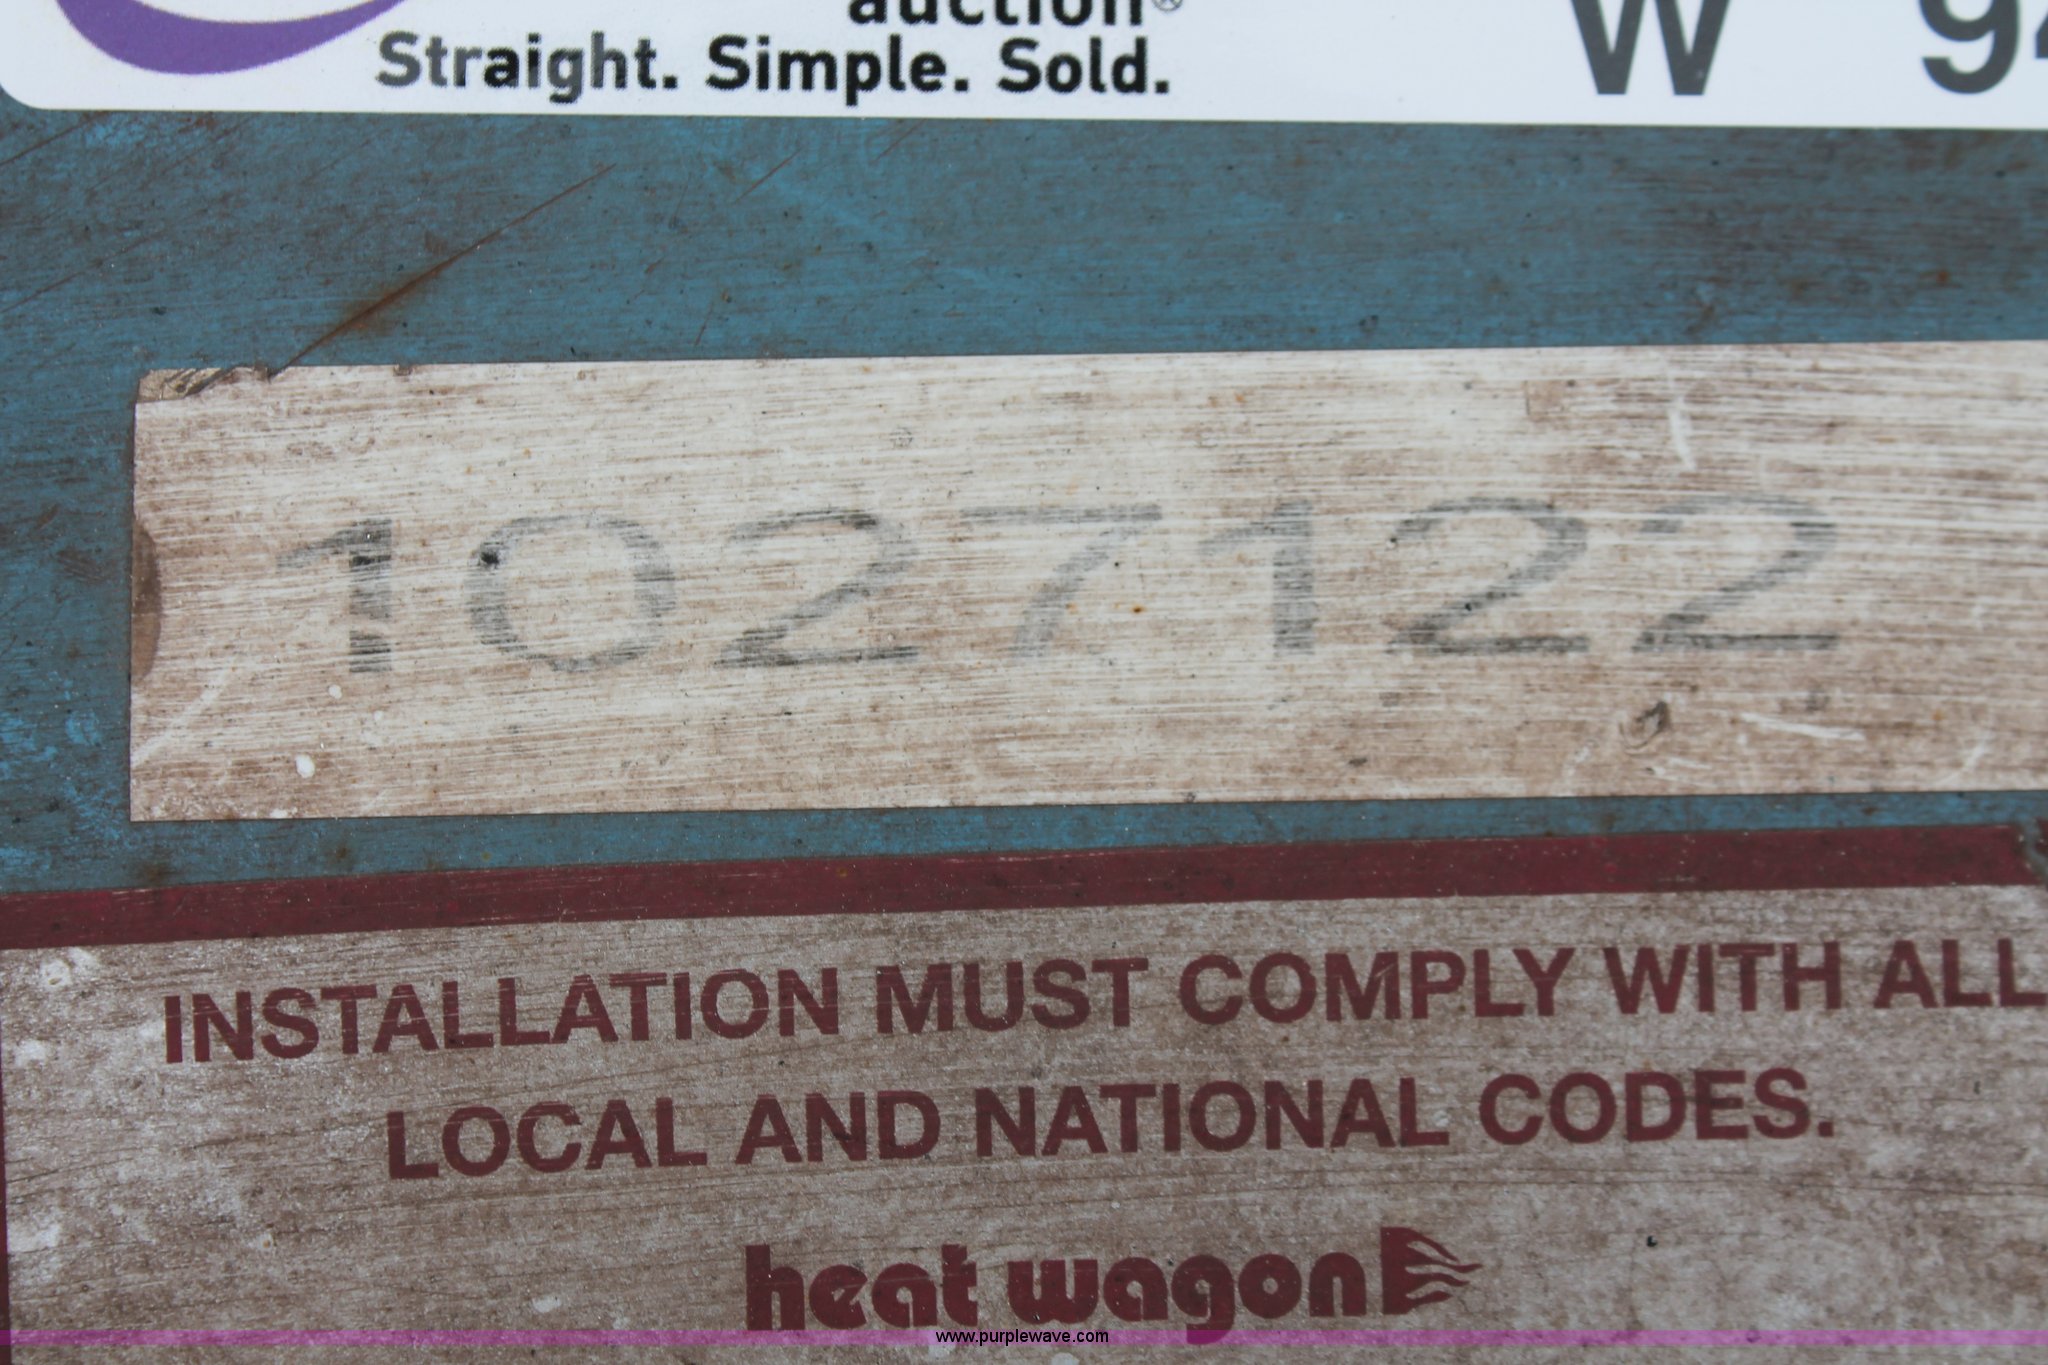 auction®
Straight. Simple. Sold.
W 94
1027122
INSTALLATION MUST COMPLY WITH ALL
LOCAL AND NATIONAL CODES.
heat wagon
www.purplewave.com